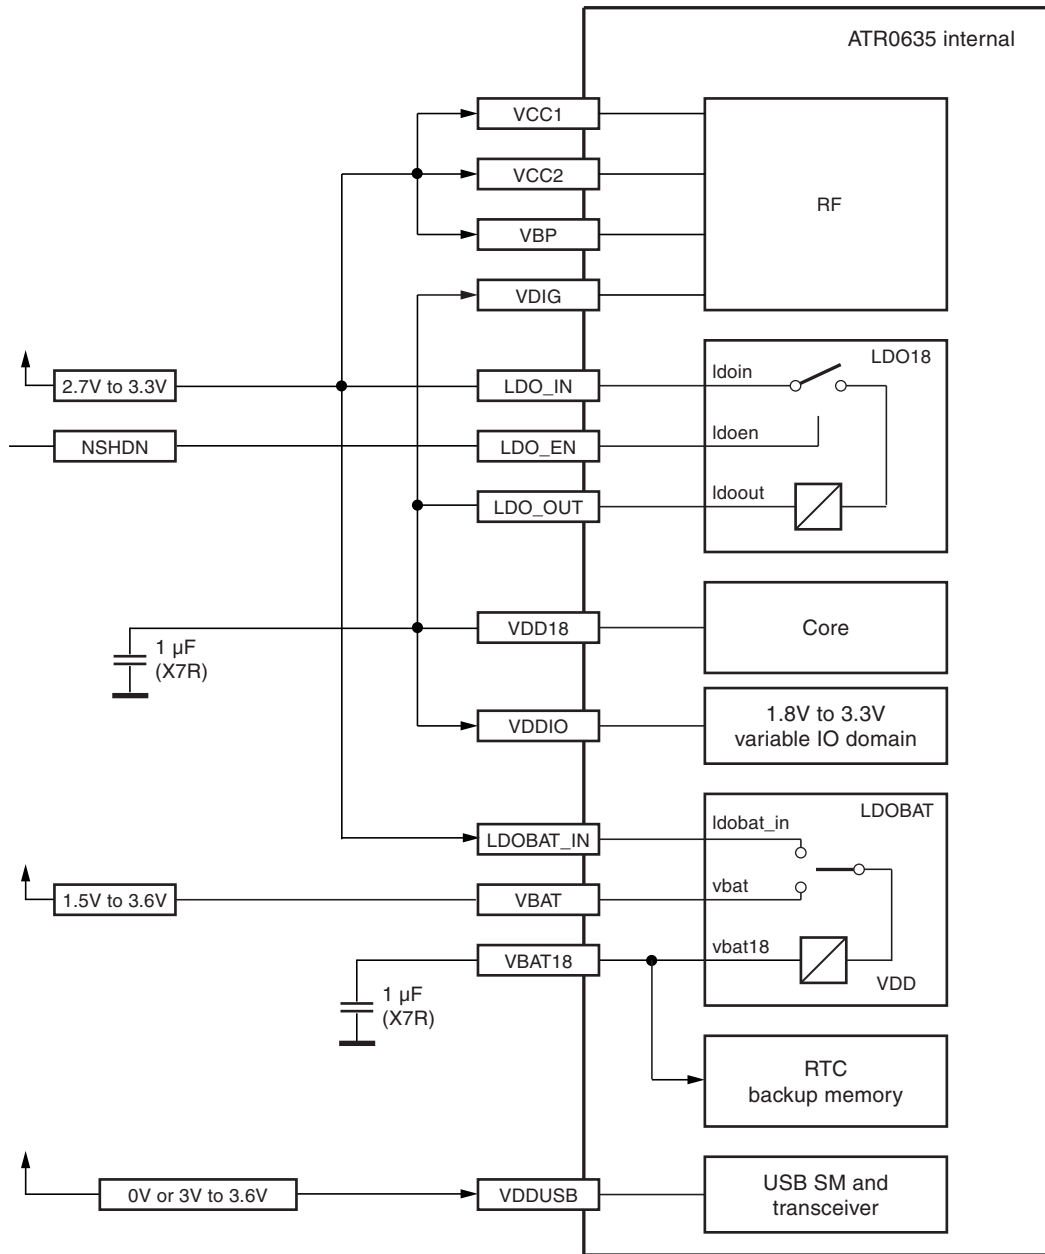 ATR0635 internal
VCC1
VCC2
RF
VBP
VDIG
LDO18
2.7V to 3.3V
LDO_IN
ldoin
NSHDN
LDO_EN
ldoen
LDO_OUT
ldoout
1 µF
(X7R)
VDD18
Core
VDDIO
1.8V to 3.3V
variable IO domain
LDOBAT
LDOBAT_IN
ldobat_in
1.5V to 3.6V
VBAT
vbat
VBAT18
vbat18
VDD
1 µF
(X7R)
RTC
backup memory
0V or 3V to 3.6V
VDDUSB
USB SM and
transceiver